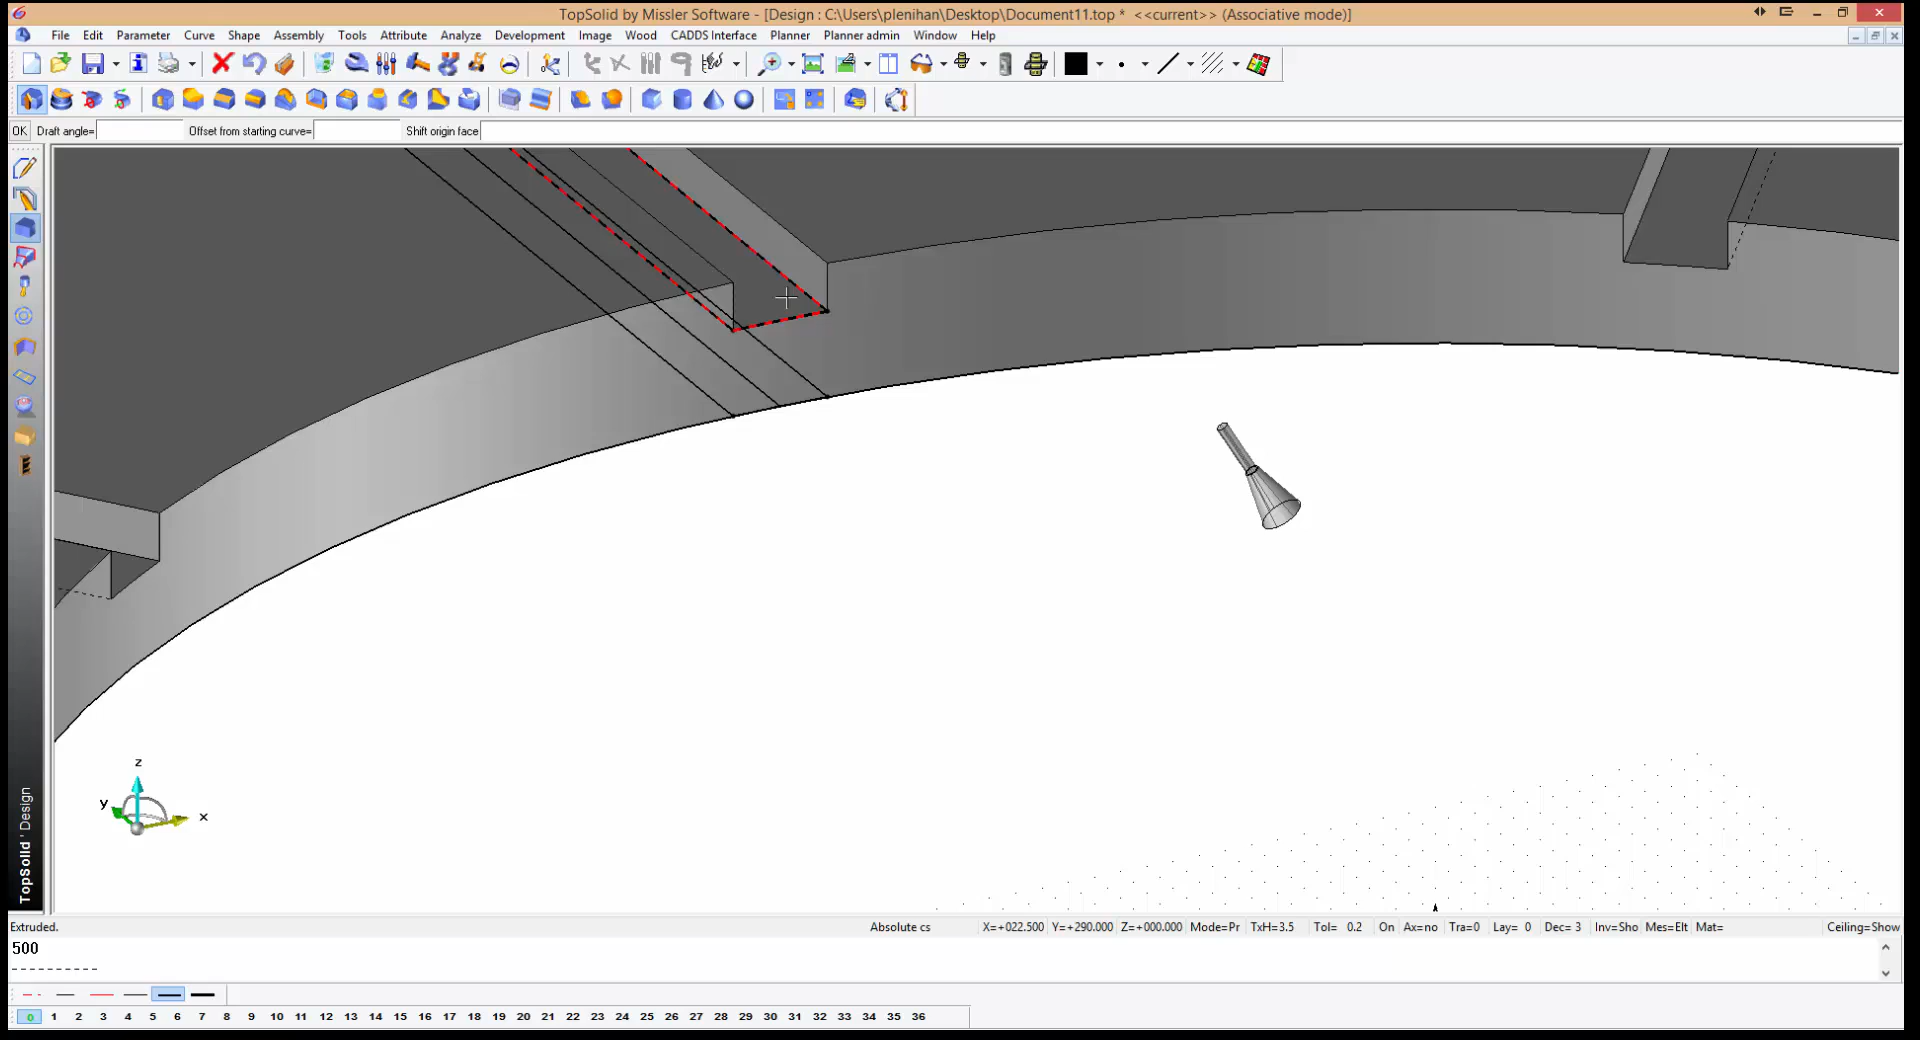 TopSolid by Missler Software - [Design : C:\Users\plenihan\Desktop\Document11.top *  <<current>> (Associative mode)]
File Edit Parameter Curve Shape Assembly Tools Attribute Analyze Development Image Wood CADDS Interface Planner Planner admin Window Help
OK Draft angle= Offset from starting curve= Shift origin face
z
y
x
TopSolid ' Design
Extruded. Absolute cs X=+022.500 Y=+290.000 Z=+000.000 Mode=Pr TxH=3.5 Tol= 0.2 On Ax=no Tra=0 Lay= 0 Dec= 3 Inv=Sho Mes=Elt Mat= Ceiling=Show
500
0 1 2 3 4 5 6 7 8 9 10 11 12 13 14 15 16 17 18 19 20 21 22 23 24 25 26 27 28 29 30 31 32 33 34 35 36